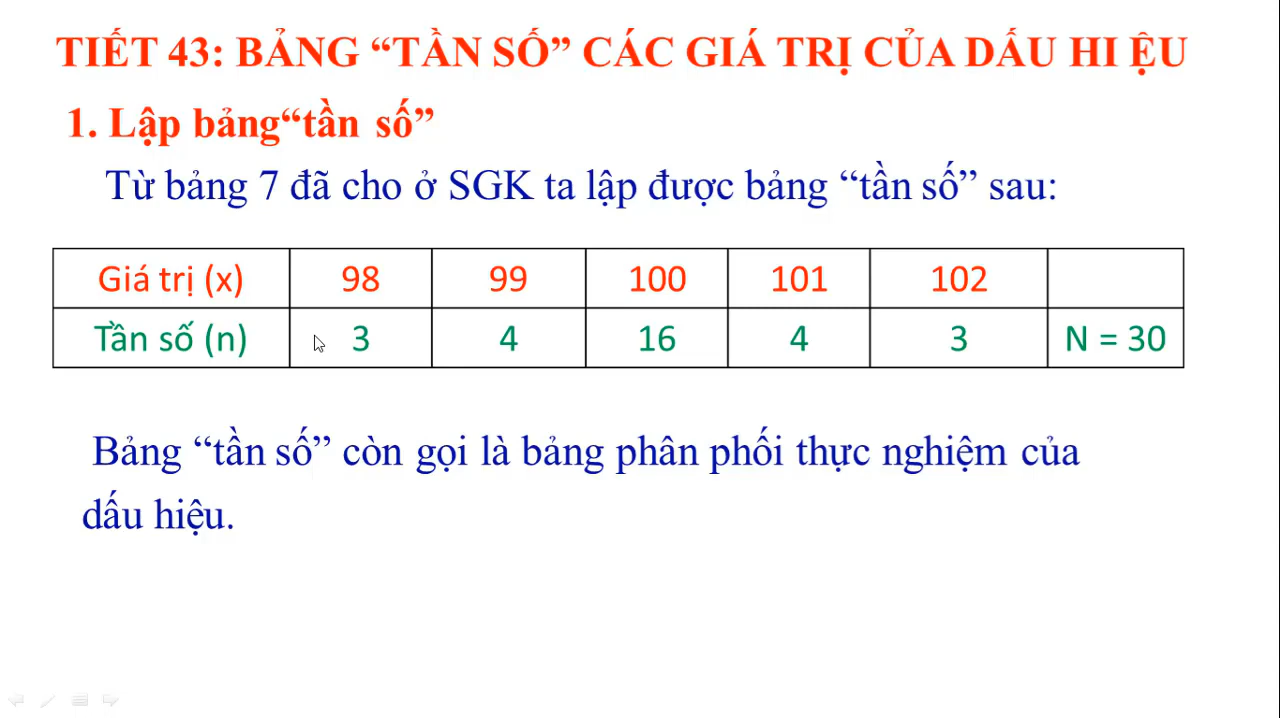 TIẾT 43: BẢNG “TẦN SỐ” CÁC GIÁ TRỊ CỦA DẤU HI ỆU
1. Lập bảng“tần số”
Từ bảng 7 đã cho ở SGK ta lập được bảng “tần số” sau:
Giá trị (x) 98 99 100 101 102
Tần số (n) 3 4 16 4 3 N = 30
Bảng “tần số” còn gọi là bảng phân phối thực nghiệm của
dấu hiệu.